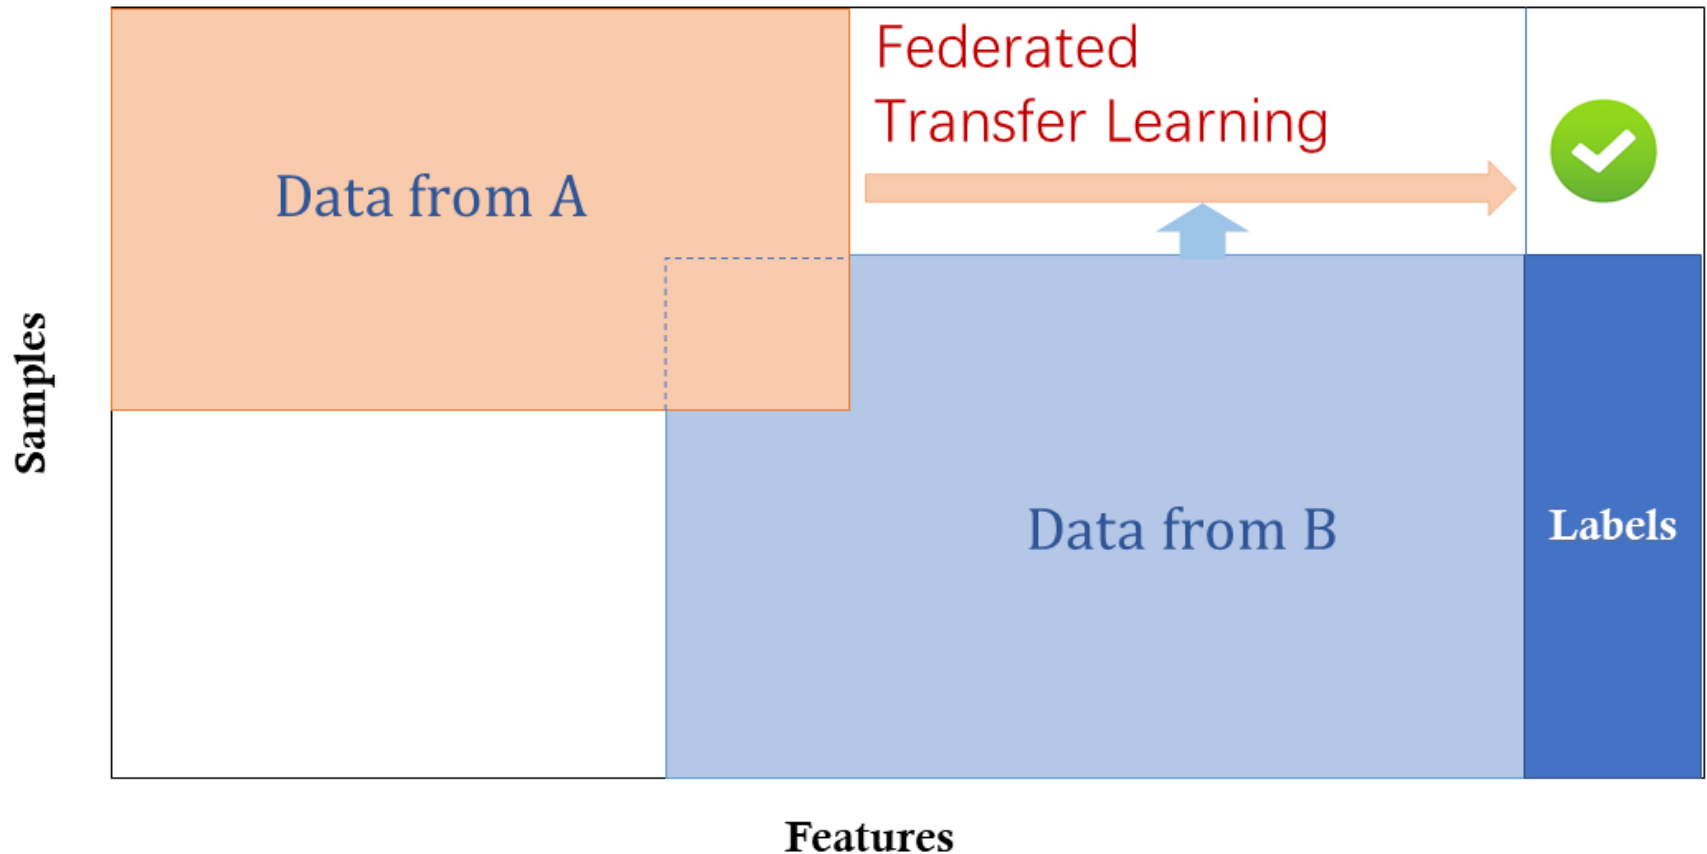 Federated
Transfer Learning
Data from A
Samples
Data from B
Labels
Features